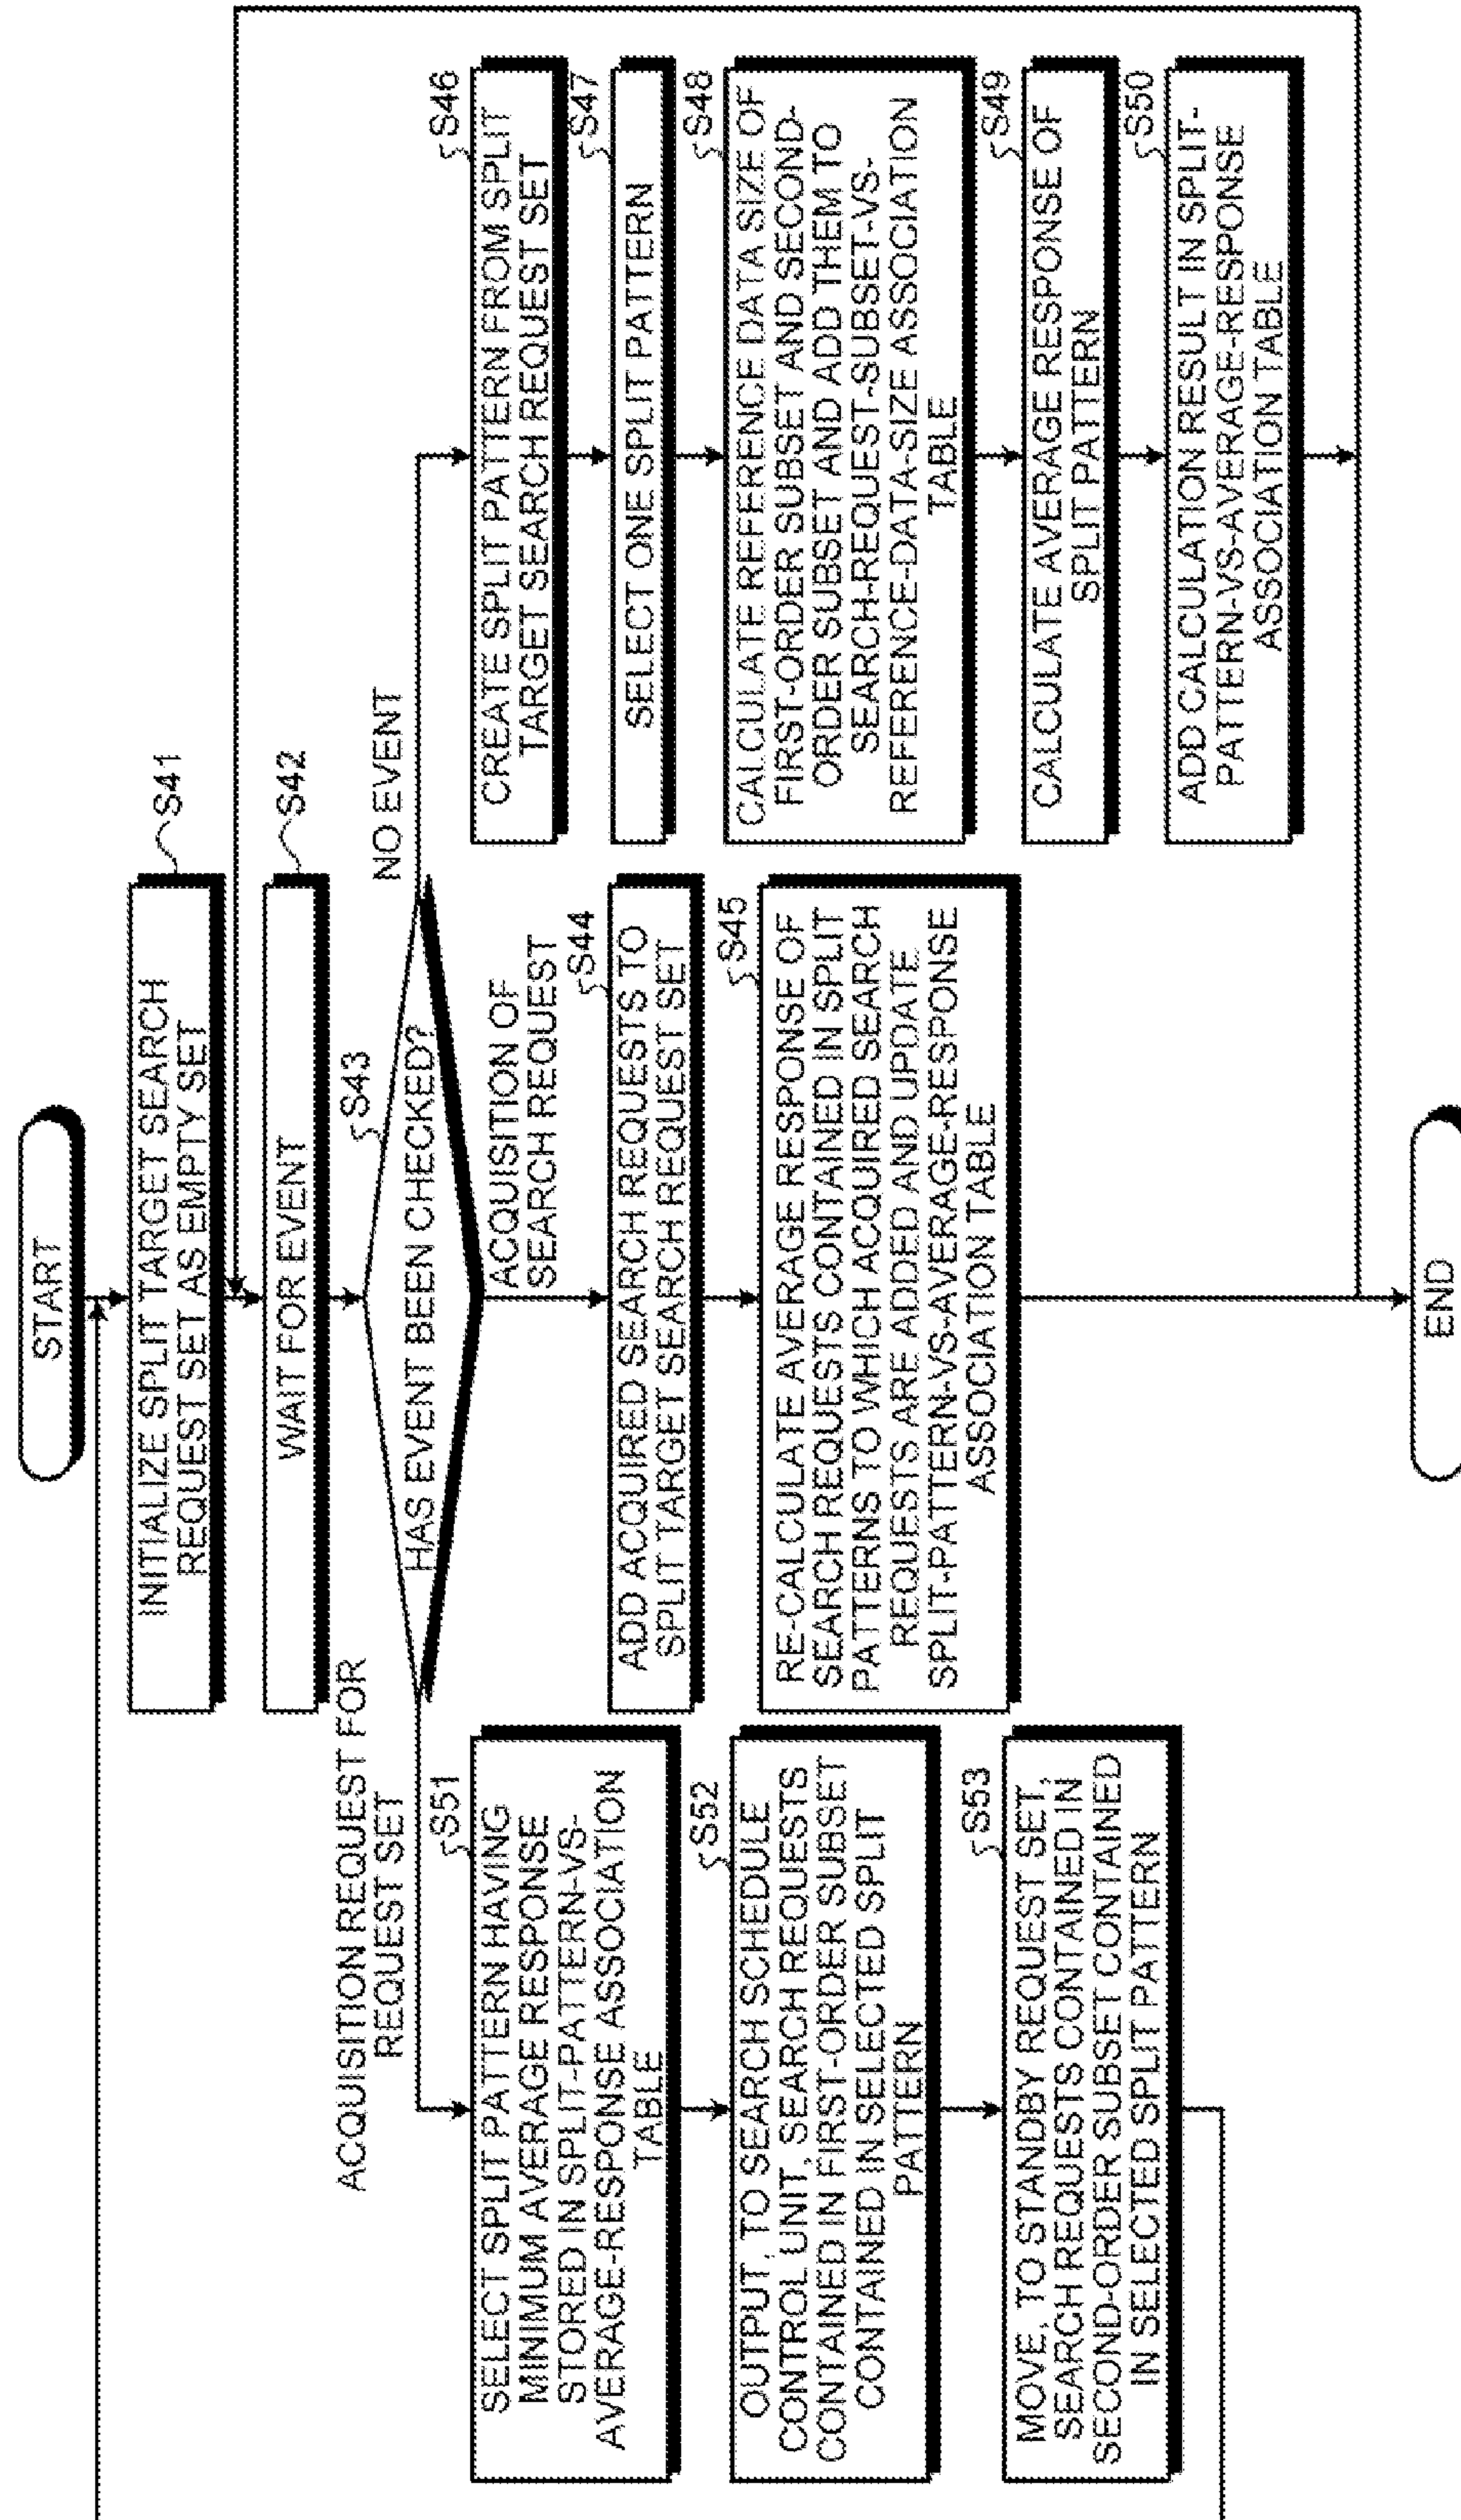 START
INITIALIZE SPLIT TARGET SEARCH
REQUEST SET AS EMPTY SET
S41
WAIT FOR EVENT
S42
HAS EVENT BEEN CHECKED?
S43
ACQUISITION REQUEST FOR
REQUEST SET
ACQUISITION OF
SEARCH REQUEST
NO EVENT
S51
SELECT SPLIT PATTERN HAVING
MINIMUM AVERAGE RESPONSE
STORED IN SPLIT-PATTERN-VS-
AVERAGE-RESPONSE ASSOCIATION
TABLE
S52
OUTPUT, TO SEARCH SCHEDULE
CONTROL UNIT, SEARCH REQUESTS
CONTAINED IN FIRST-ORDER SUBSET
CONTAINED IN SELECTED SPLIT
PATTERN
S53
MOVE, TO STANDBY REQUEST SET,
SEARCH REQUESTS CONTAINED IN
SECOND-ORDER SUBSET CONTAINED
IN SELECTED SPLIT PATTERN
S44
ADD ACQUIRED SEARCH REQUESTS TO
SPLIT TARGET SEARCH REQUEST SET
S45
RE-CALCULATE AVERAGE RESPONSE OF
SEARCH REQUESTS CONTAINED IN SPLIT
PATTERNS TO WHICH ACQUIRED SEARCH
REQUESTS ARE ADDED AND UPDATE
SPLIT-PATTERN-VS-AVERAGE-RESPONSE
ASSOCIATION TABLE
S46
CREATE SPLIT PATTERN FROM SPLIT
TARGET SEARCH REQUEST SET
S47
SELECT ONE SPLIT PATTERN
S48
CALCULATE REFERENCE DATA SIZE OF
FIRST-ORDER SUBSET AND SECOND-
ORDER SUBSET AND ADD THEM TO
SEARCH-REQUEST-SUBSET-VS-
REFERENCE-DATA-SIZE ASSOCIATION
TABLE
S49
CALCULATE AVERAGE RESPONSE OF
SPLIT PATTERN
S50
ADD CALCULATION RESULT IN SPLIT-
PATTERN-VS-AVERAGE-RESPONSE
ASSOCIATION TABLE
END